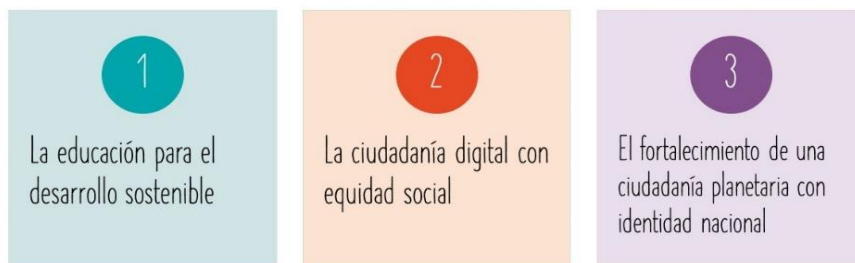 1
La educación para el
desarrollo sostenible
2
La ciudadanía digital con
equidad social
3
El fortalecimiento de una
ciudadanía planetaria con
identidad nacional